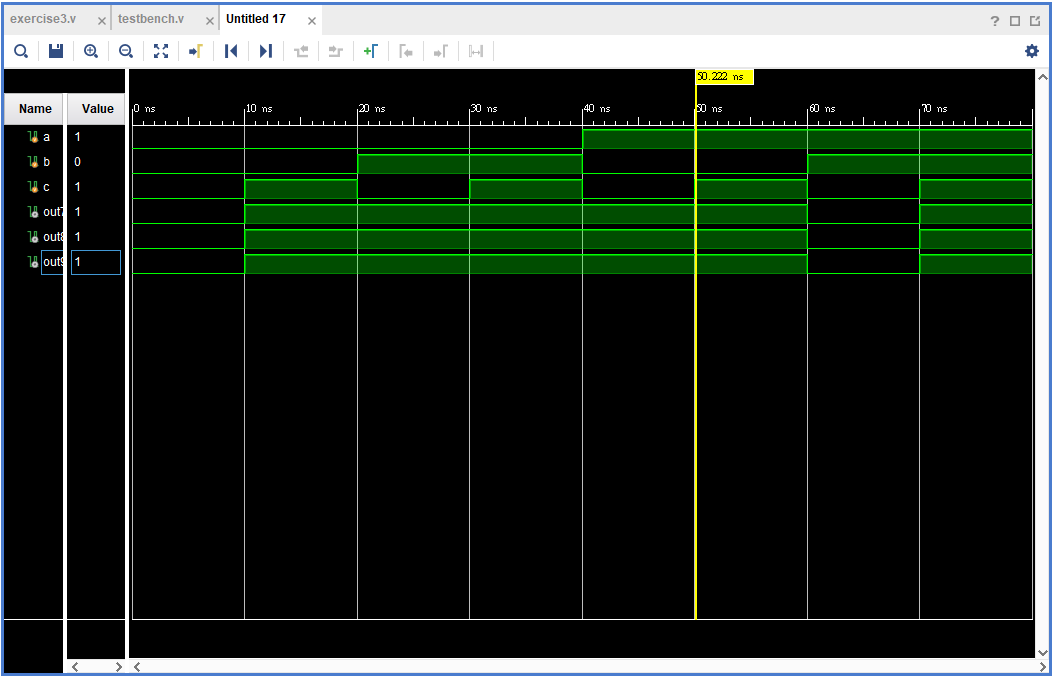 exercise3.v
testbench.v
Untitled 17
50.222 ns
Name
Value
0 ns
10 ns
20 ns
30 ns
40 ns
50 ns
60 ns
70 ns
a
1
b
0
c
1
out7
1
out8
1
out9
1